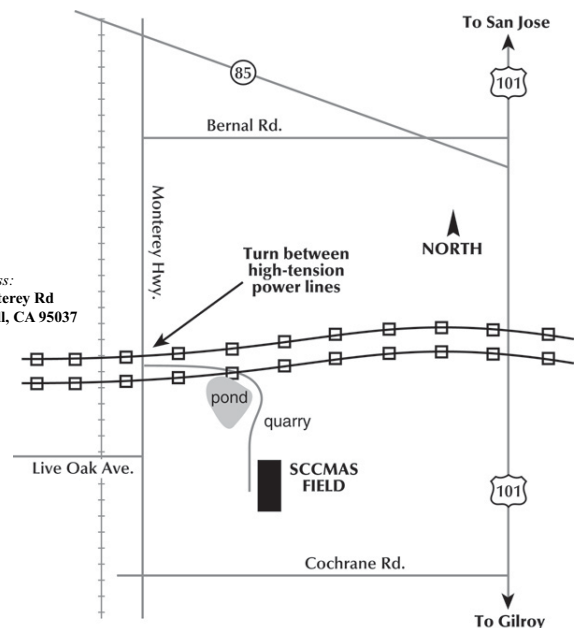 To San Jose
101
85
Bernal Rd.
Monterey Hwy.
NORTH
Turn between
high-tension
power lines
terey Rd
CA 95037
pond
quarry
Live Oak Ave.
SCCMAS
FIELD
101
Cochrane Rd.
To Gilroy